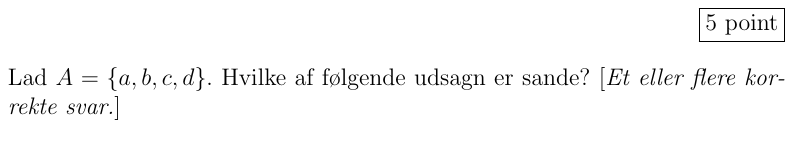 5 point
Lad A = {a, b, c, d}. Hvilke af følgende udsagn er sande? [Et eller flere kor-
rekte svar.]